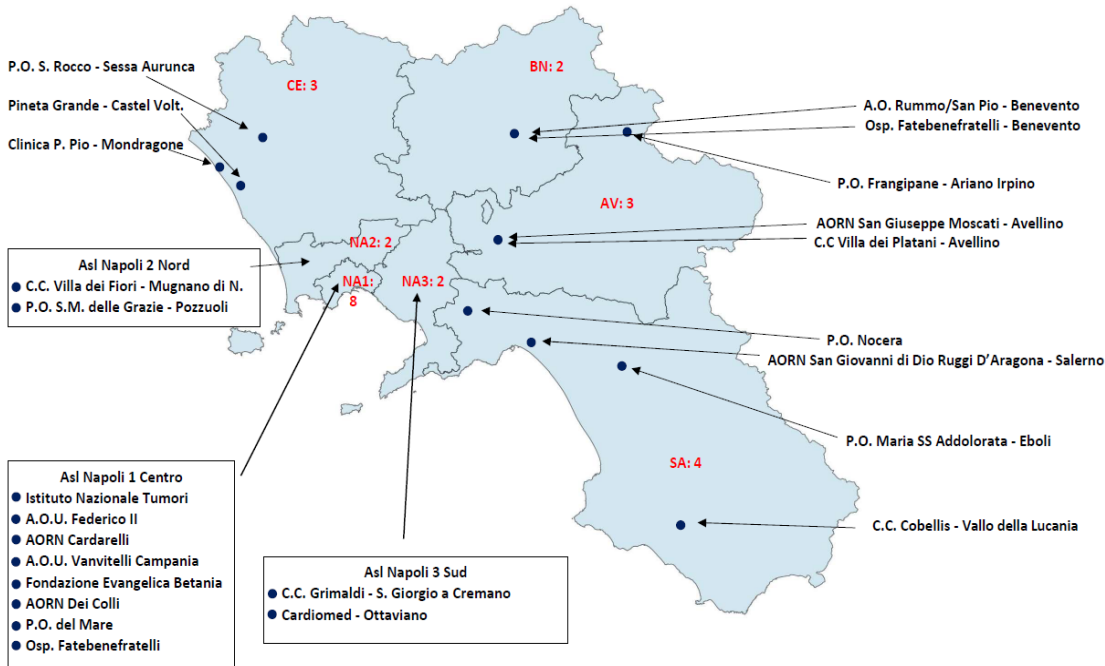 P.O. S. Rocco - Sessa Aurunca
Pineta Grande - Castel Volt.
Clinica P. Pio - Mondragone
CE: 3
BN: 2
A.O. Rummo/San Pio - Benevento
Osp. Fatebenefratelli - Benevento
P.O. Frangipane - Ariano Irpino
AV: 3
AORN San Giuseppe Moscati - Avellino
C.C Villa dei Platani - Avellino
NA2: 2
NA1:
8
NA3: 2
Asl Napoli 2 Nord
C.C. Villa dei Fiori - Mugnano di N.
P.O. S.M. delle Grazie - Pozzuoli
P.O. Nocera
AORN San Giovanni di Dio Ruggi D'Aragona - Salerno
P.O. Maria SS Addolorata - Eboli
SA: 4
C.C. Cobellis - Vallo della Lucania
Asl Napoli 1 Centro
Istituto Nazionale Tumori
A.O.U. Federico II
AORN Cardarelli
A.O.U. Vanvitelli Campania
Fondazione Evangelica Betania
AORN Dei Colli
P.O. del Mare
Osp. Fatebenefratelli
Asl Napoli 3 Sud
C.C. Grimaldi - S. Giorgio a Cremano
Cardiomed - Ottaviano